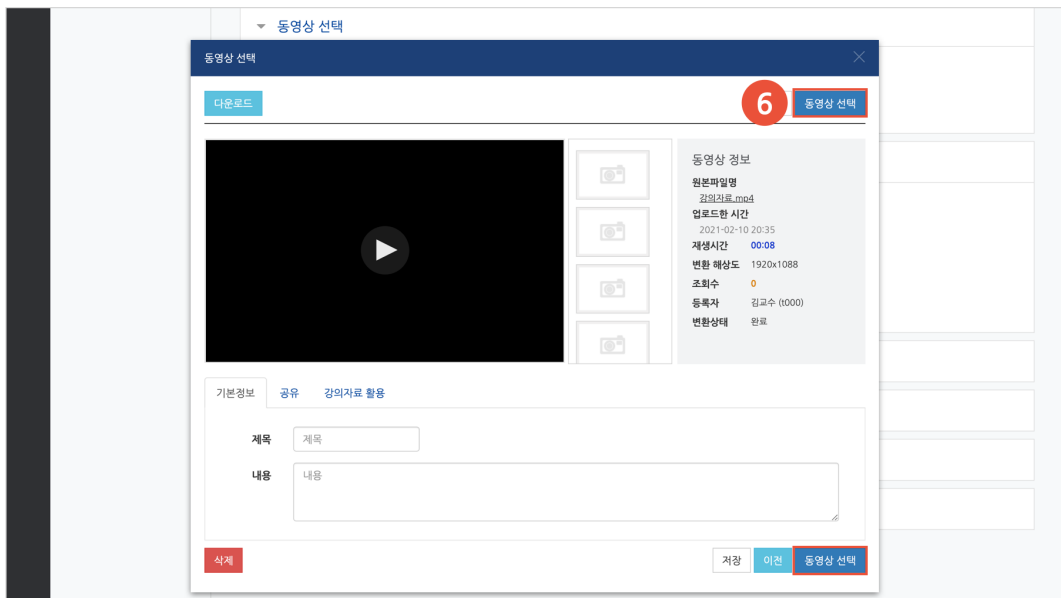 동영상 선택
동영상 선택
다운로드
6
동영상 선택
동영상 정보
원본파일명
강의자료.mp4
업로드한 시간
2021-02-10 20:35
재생시간 00:08
변환 해상도 1920x1088
조회수 0
등록자 김교수 (t000)
변환상태 완료
기본정보 공유 강의자료 활용
제목 제목
내용 내용
삭제 저장 이전 동영상 선택